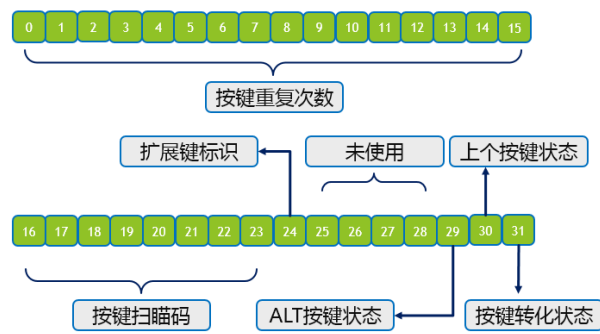 0 1 2 3 4 5 6 7 8 9 10 11 12 13 14 15
按键重复次数
扩展键标识 未使用 上个按键状态
16 17 18 19 20 21 22 23 24 25 26 27 28 29 30 31
按键扫瞄码 ALT按键状态 按键转化状态